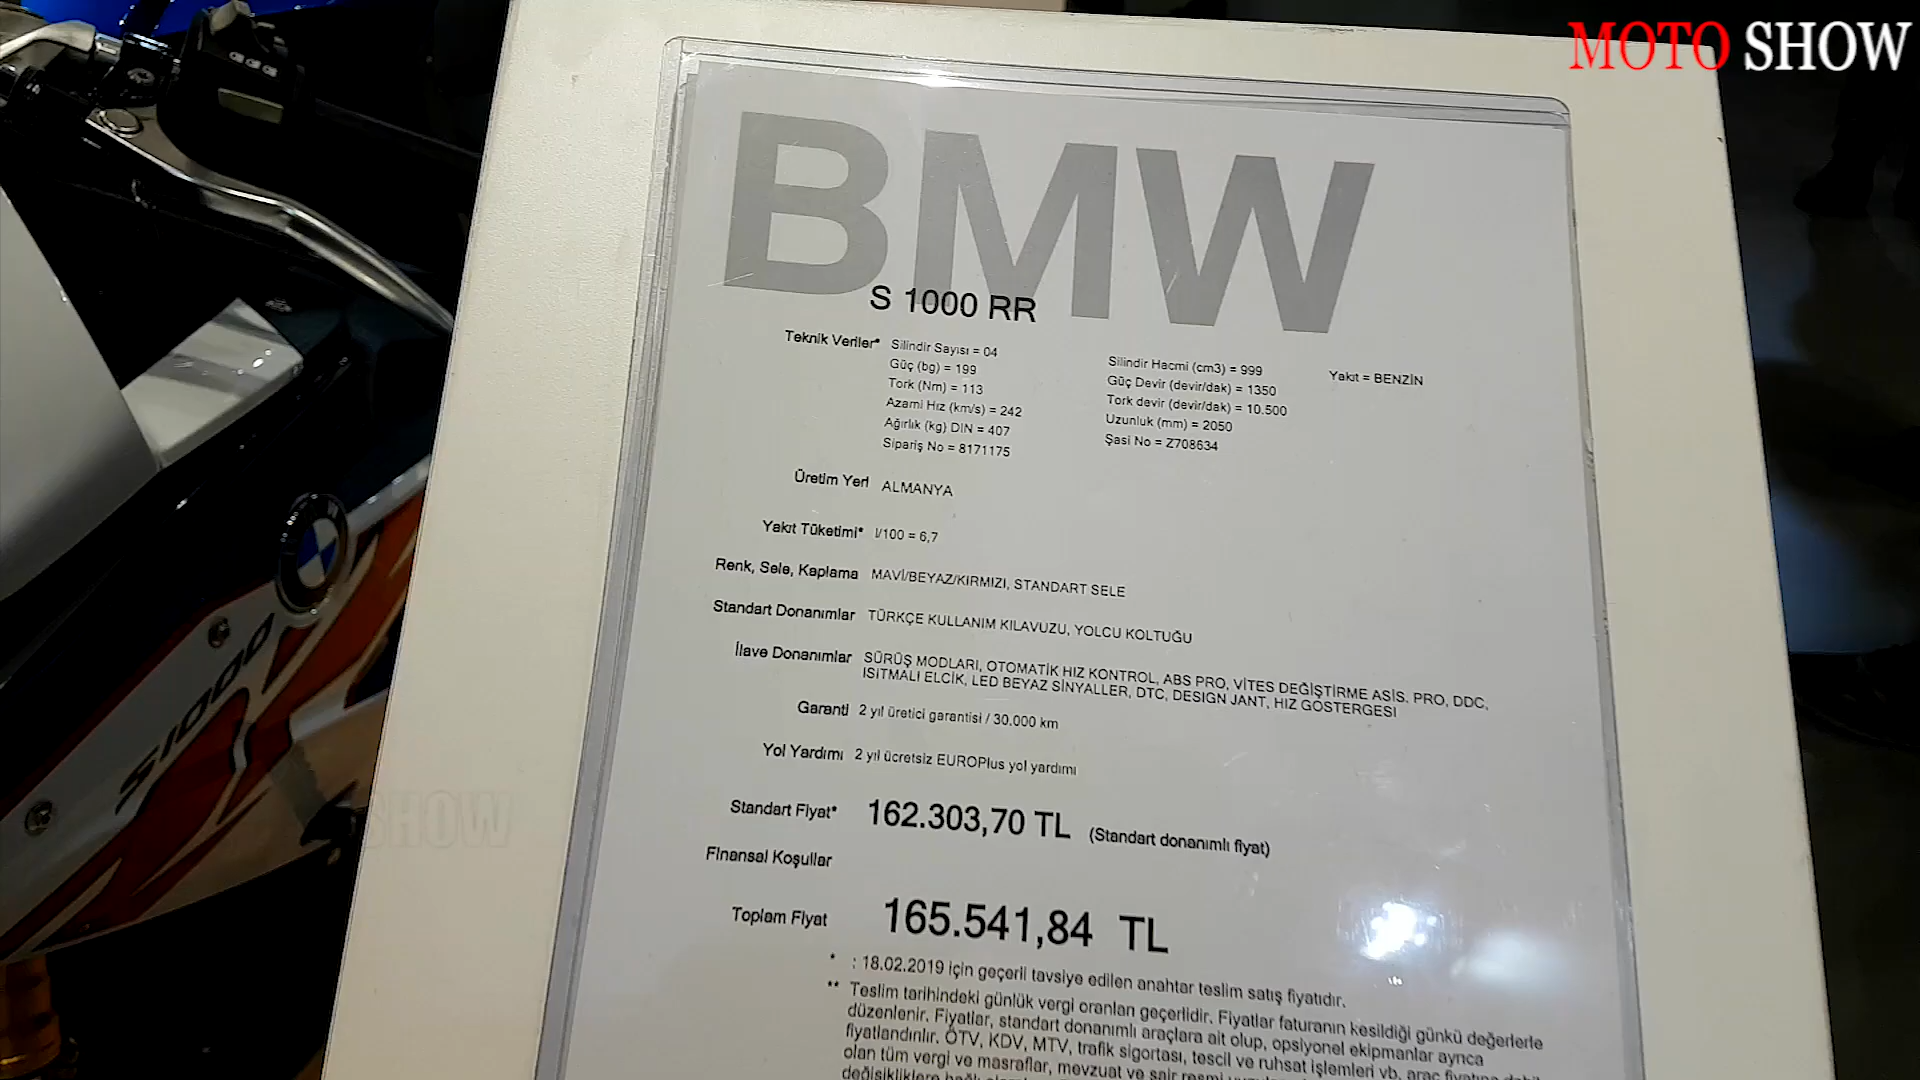 MOTO SHOW
BMW
S 1000 RR
Teknik Veriler* Silindir Sayısı = 04 Silindir Hacmi (cm3) = 999 Yakıt = BENZİN
Güç (bg) = 199 Güç Devir (devir/dak) = 1350
Tork (Nm) = 113 Tork devir (devir/dak) = 10.500
Azami Hız (km/s) = 242 Uzunluk (mm) = 2050
Ağırlık (kg) DIN = 407 Şasi No = Z708634
Sipariş No = 8171175
Üretim Yeri ALMANYA
Yakıt Tüketimi* l/100 = 6,7
Renk, Sele, Kaplama MAVİ/BEYAZ/KIRMIZI, STANDART SELE
Standart Donanımlar TÜRKÇE KULLANIM KILAVUZU, YOLCU KOLTUĞU
İlave Donanımlar SÜRÜŞ MODLARI, OTOMATİK HIZ KONTROL, ABS PRO, VİTES DEĞİŞTİRME ASİS. PRO, DDC,
ISITMALI ELCİK, LED BEYAZ SİNYALLER, DTC, DESIGN JANT, HIZ GÖSTERGESİ
Garanti 2 yıl üretici garantisi / 30.000 km
Yol Yardımı 2 yıl ücretsiz EUROPlus yol yardımı
Standart Fiyat* 162.303,70 TL (Standart donanımlı fiyat)
Finansal Koşullar
Toplam Fiyat 165.541,84 TL
* : 18.02.2019 için geçerli tavsiye edilen anahtar teslim satış fiyatıdır.
** Teslim tarihindeki günlük vergi oranları geçerlidir. Fiyatlar faturanın kesildiği günkü değerlerle
düzenlenir. Fiyatlar, standart donanımlı araçlara ait olup, opsiyonel ekipmanlar ayrıca
fiyatlandırılır. ÖTV, KDV, MTV, trafik sigortası, tescil ve ruhsat işlemleri vb. araç fiyatına
olan tüm vergi ve masraflar, mevzuat ve sair resmi
değişikliklere bağlı
S1000
SHOW